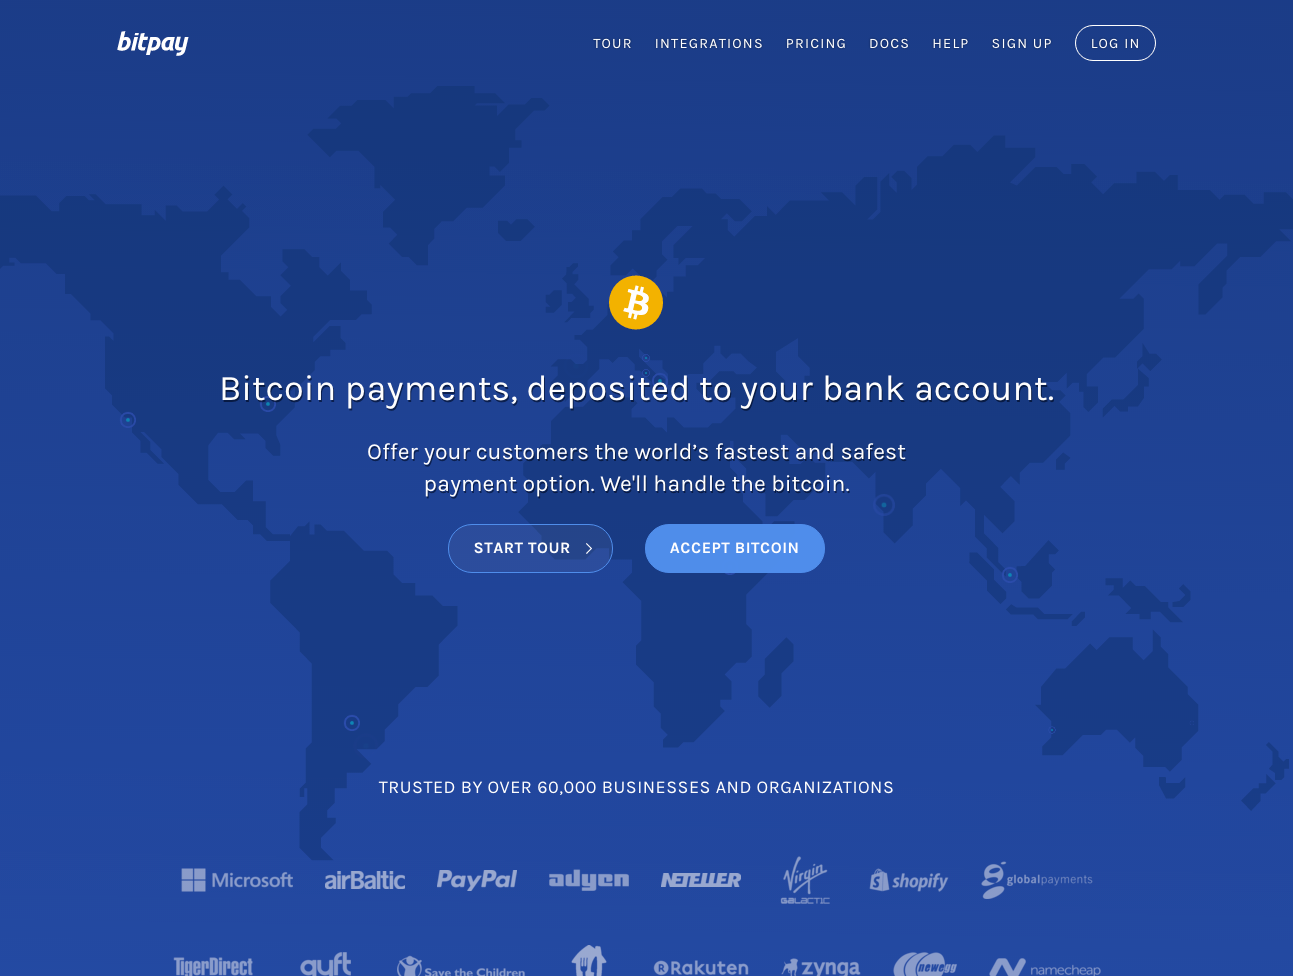 bitpay
TOUR INTEGRATIONS PRICING DOCS HELP SIGN UP LOG IN
Bitcoin payments, deposited to your bank account.
Offer your customers the world’s fastest and safest
payment option. We'll handle the bitcoin.
START TOUR ACCEPT BITCOIN
TRUSTED BY OVER 60,000 BUSINESSES AND ORGANIZATIONS
Microsoft airBaltic PayPal adyen NETELLER Virgin GALACTIC shopify globalpayments
TigerDirect gyft Save the Children Rakuten zynga newegg namecheap